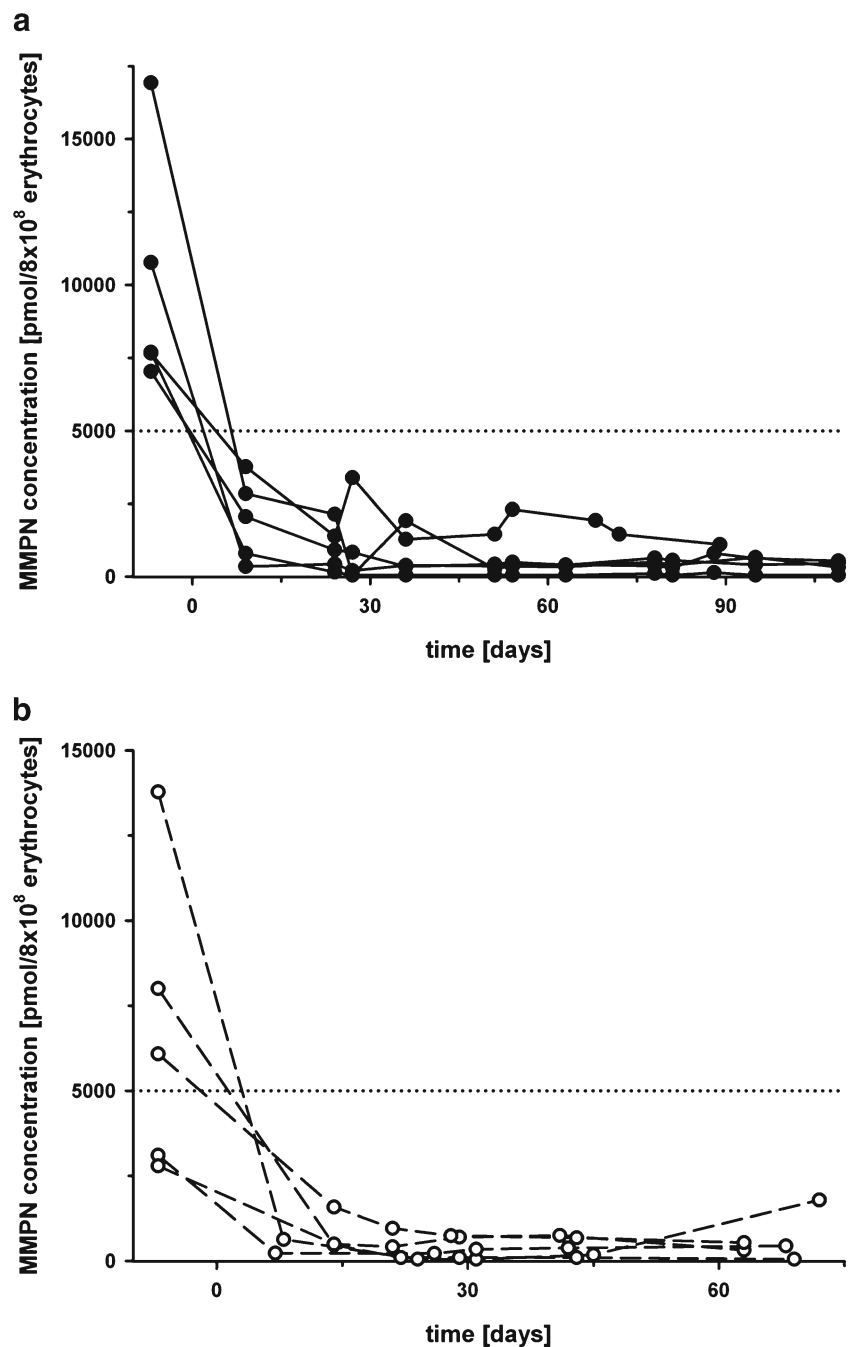 a
MMPN concentration [pmol/8x10⁸ erythrocytes]
15000
10000
5000
0
0 30 60 90
time [days]
b
MMPN concentration [pmol/8x10⁸ erythrocytes]
15000
10000
5000
0
0 30 60
time [days]